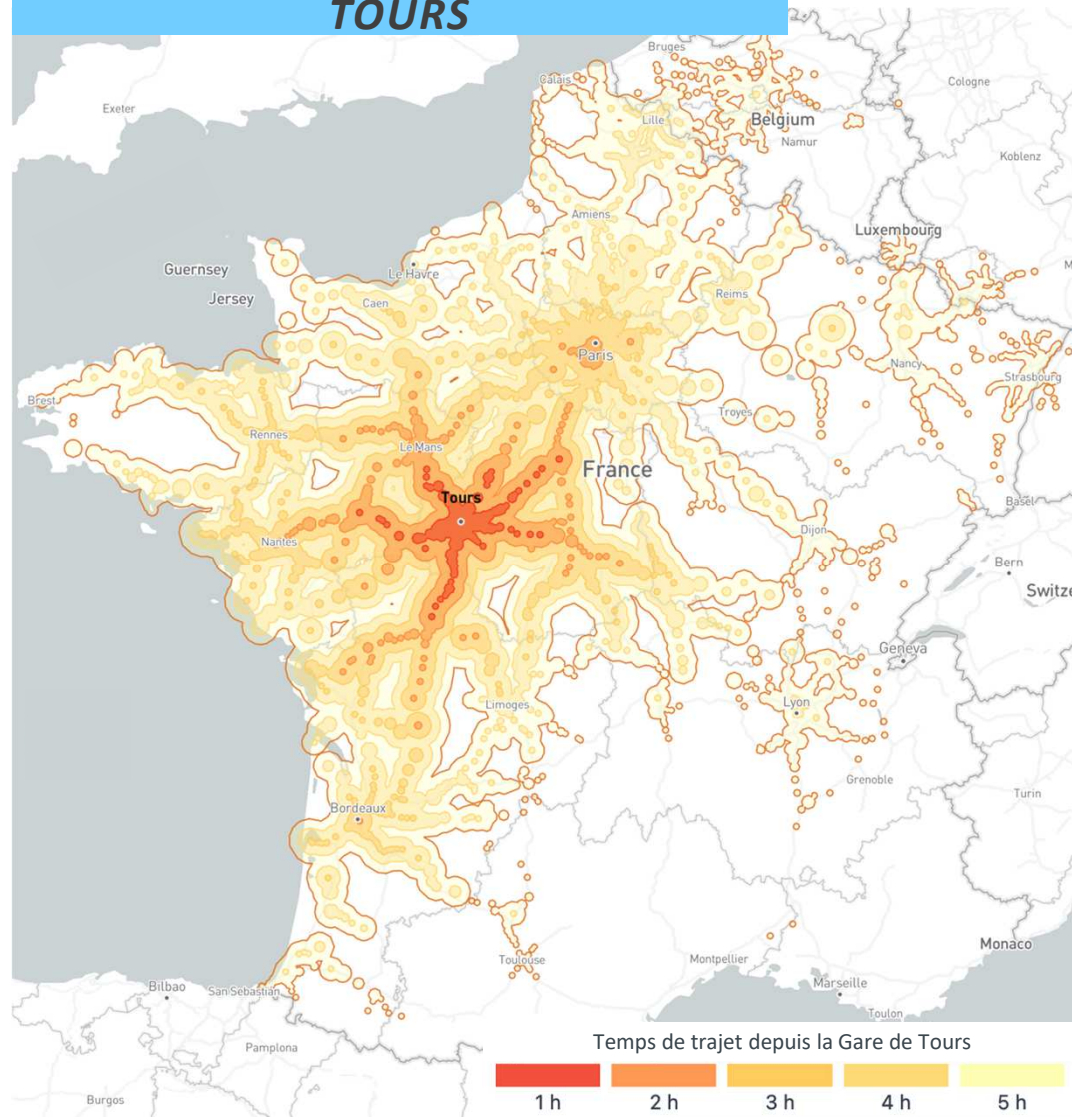 TOURS
Bruges
Cologne
Calais
Exeter
Lille
Belgium
Namur
Koblenz
Amiens
Luxembourg
Guernsey
Le Havre
Jersey
Caen
Reims
Paris
Nancy
Strasbourg
Brest
Troyes
Rennes
Le Mans
France
Tours
Basel
Dijon
Nantes
Bern
Switze
Geneva
Limoges
Lyon
Grenoble
Turin
Bordeaux
Monaco
Toulouse
Montpellier
Marseille
Bilbao
San Sebastian
Toulon
Pamplona
Burgos
Temps de trajet depuis la Gare de Tours
1 h 2 h 3 h 4 h 5 h